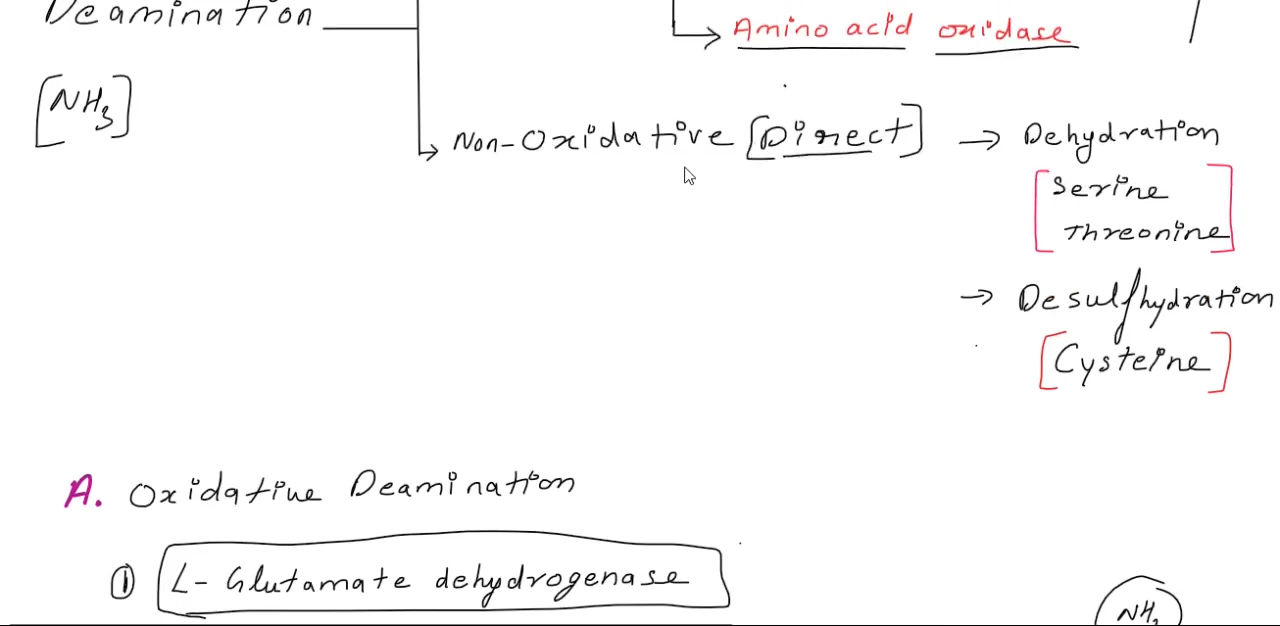 Deamination
Amino acid oxidase
[NH3]
Non-Oxidative [Direct] → Dehydration
[Serine
Threonine]
→ Desulfhydration
[Cysteine]
A. Oxidative Deamination
① L- Glutamate dehydrogenase